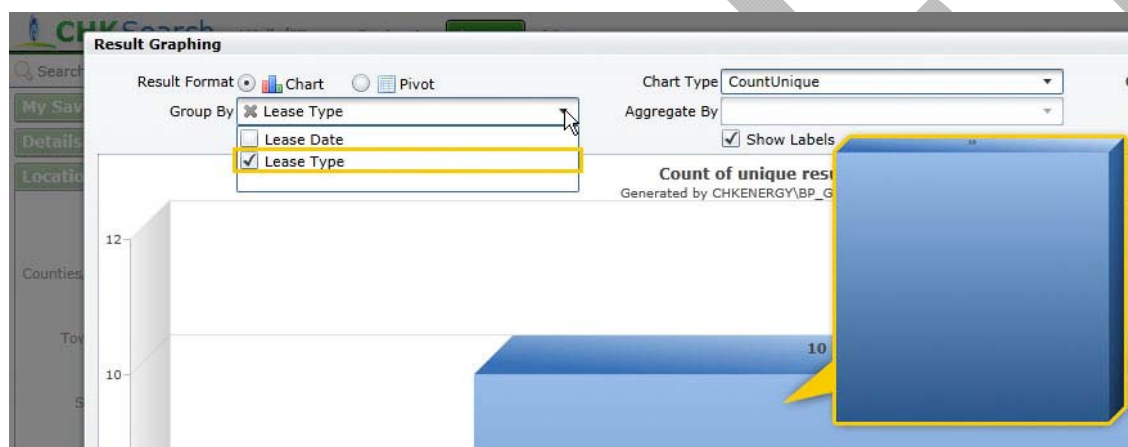 CHKSearch
Result Graphing
Search
Result Format Chart Pivot Chart Type CountUnique
My Sav
Group By Lease Type Aggregate By
Details
Lease Date Show Labels
Lease Type
Locatio
Count of unique resu
Generated by CHKENERGY\BP_G
12
Counties,
Tow
10
10
S